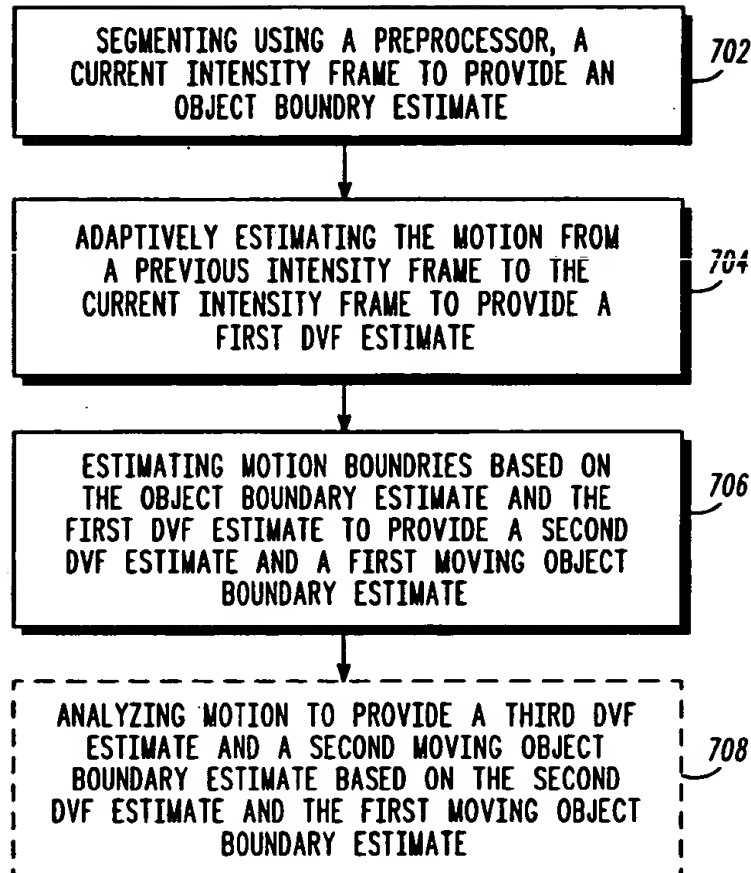 SEGMENTING USING A PREPROCESSOR, A
CURRENT INTENSITY FRAME TO PROVIDE AN
OBJECT BOUNDRY ESTIMATE
702
ADAPTIVELY ESTIMATING THE MOTION FROM
A PREVIOUS INTENSITY FRAME TO THE
CURRENT INTENSITY FRAME TO PROVIDE A
FIRST DVF ESTIMATE
704
ESTIMATING MOTION BOUNDRIES BASED ON
THE OBJECT BOUNDARY ESTIMATE AND THE
FIRST DVF ESTIMATE TO PROVIDE A SECOND
DVF ESTIMATE AND A FIRST MOVING OBJECT
BOUNDARY ESTIMATE
706
ANALYZING MOTION TO PROVIDE A THIRD DVF
ESTIMATE AND A SECOND MOVING OBJECT
BOUNDARY ESTIMATE BASED ON THE SECOND
DVF ESTIMATE AND THE FIRST MOVING OBJECT
BOUNDARY ESTIMATE
708